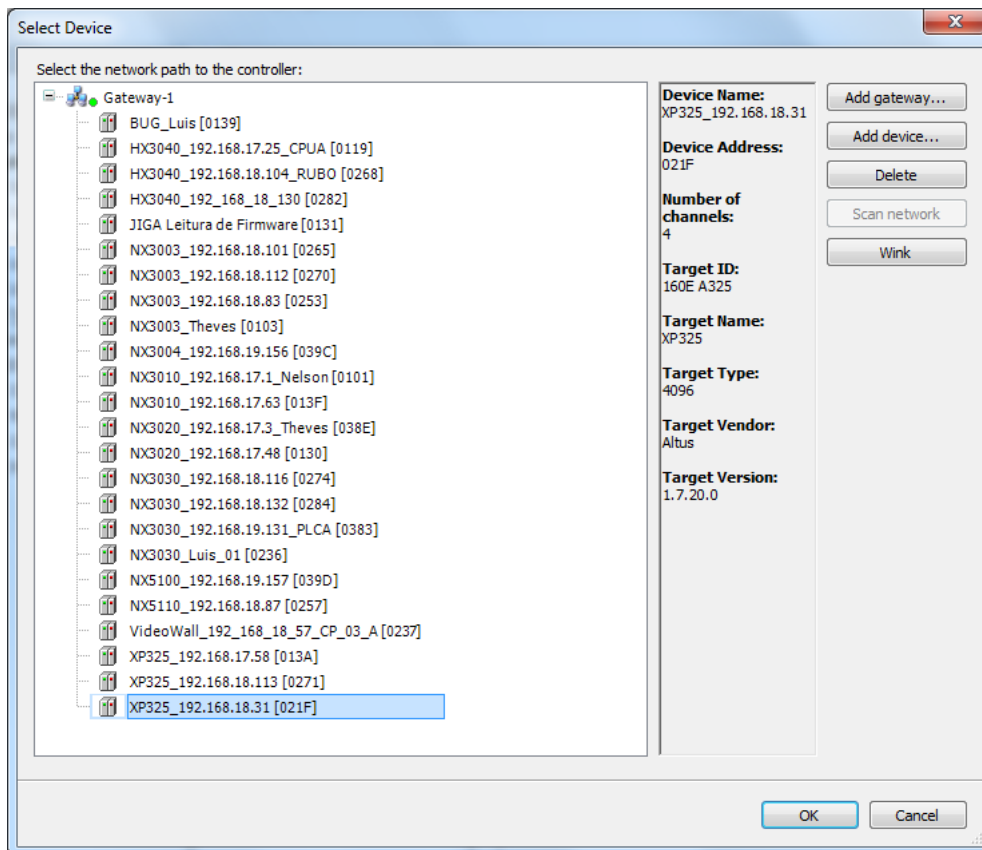 Select Device
Select the network path to the controller:
Gateway-1
BUG_Luis [0139]
HX3040_192.168.17.25_CPUA [0119]
HX3040_192.168.18.104_RUBO [0268]
HX3040_192_168_18_130 [0282]
JIGA Leitura de Firmware [0131]
NX3003_192.168.18.101 [0265]
NX3003_192.168.18.112 [0270]
NX3003_192.168.18.83 [0253]
NX3003_Theves [0103]
NX3004_192.168.19.156 [039C]
NX3010_192.168.17.1_Nelson [0101]
NX3010_192.168.17.63 [013F]
NX3020_192.168.17.3_Theves [038E]
NX3020_192.168.17.48 [0130]
NX3030_192.168.18.116 [0274]
NX3030_192.168.18.132 [0284]
NX3030_192.168.19.131_PLCA [0383]
NX3030_Luis_01 [0236]
NX5100_192.168.19.157 [039D]
NX5110_192.168.18.87 [0257]
VideoWall_192_168_18_57_CP_03_A [0237]
XP325_192.168.17.58 [013A]
XP325_192.168.18.113 [0271]
XP325_192.168.18.31 [021F]
Device Name:
XP325_192.168.18.31
Device Address:
021F
Number of
channels:
4
Target ID:
160E A325
Target Name:
XP325
Target Type:
4096
Target Vendor:
Altus
Target Version:
1.7.20.0
Add gateway...
Add device...
Delete
Scan network
Wink
OK
Cancel